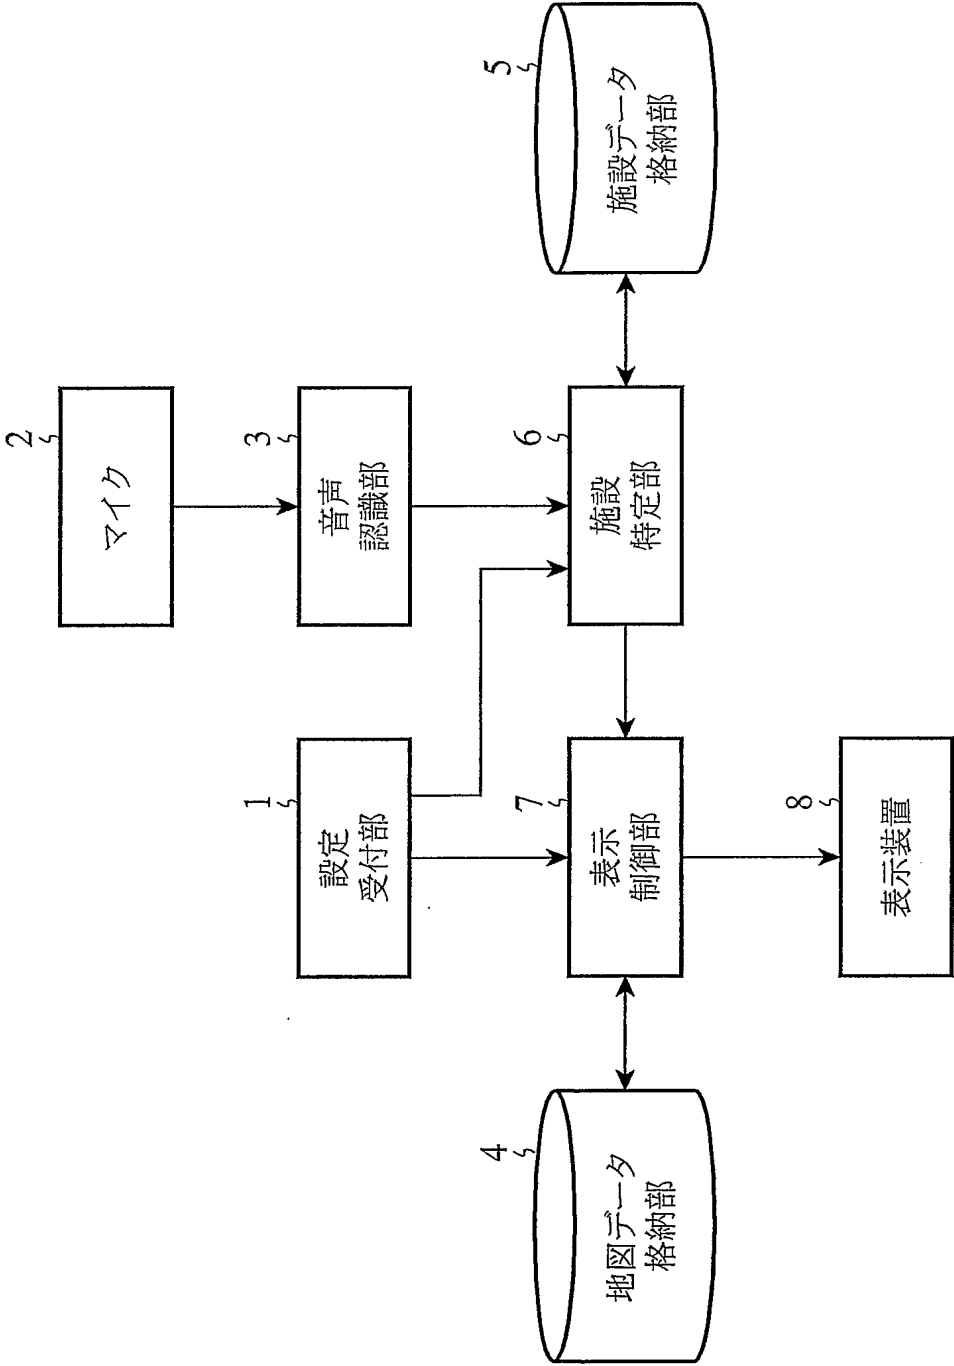 2
マイク
1
設定
受付部
3
音声
認識部
4
地図データ
格納部
7
表示
制御部
6
施設
特定部
5
施設データ
格納部
8
表示装置